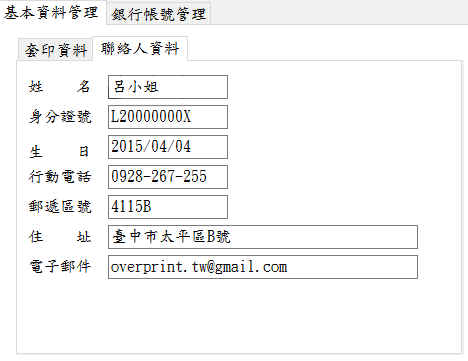 基本資料管理 銀行帳號管理
套印資料 聯絡人資料
姓 名 呂小姐
身分證號 L20000000X
生 日 2015/04/04
行動電話 0928-267-255
郵遞區號 4115B
住 址 臺中市太平區B號
電子郵件 overprint.tw@gmail.com